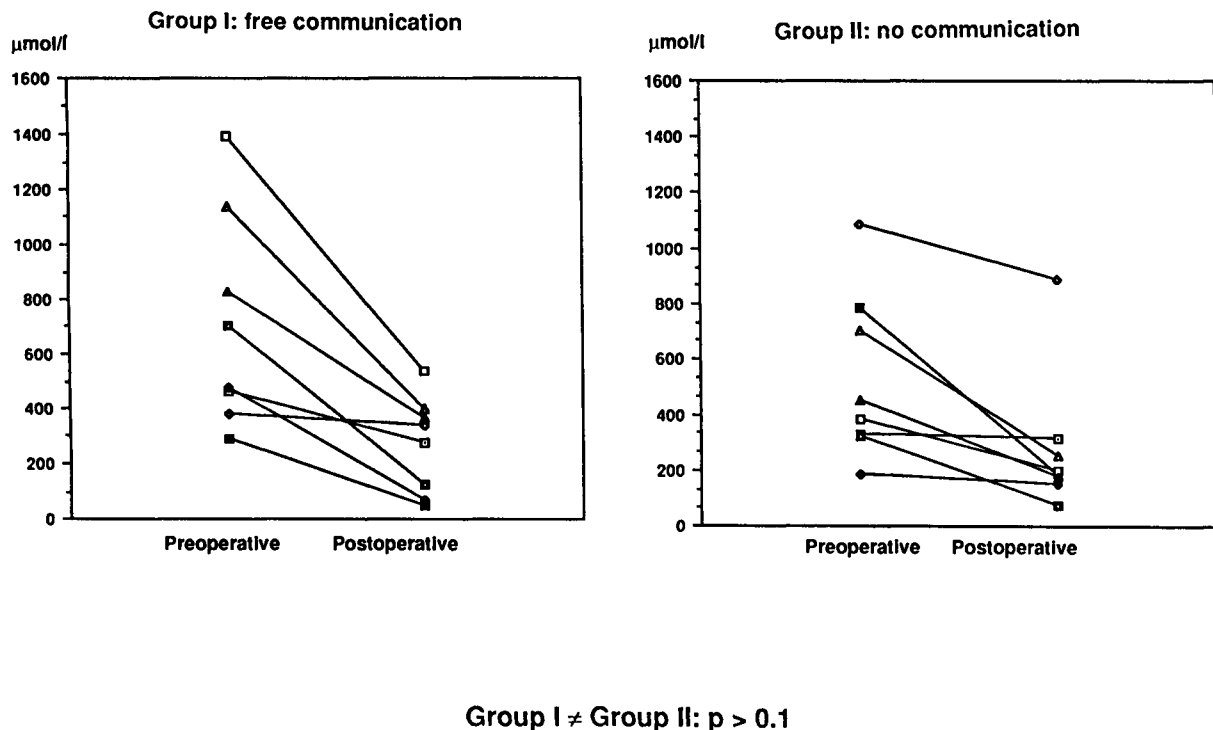 Group I: free communication
μmol/l
1600
1400
1200
1000
800
600
400
200
0
Preoperative Postoperative
Group II: no communication
μmol/l
1600
1400
1200
1000
800
600
400
200
0
Preoperative Postoperative
Group I ≠ Group II: p > 0.1